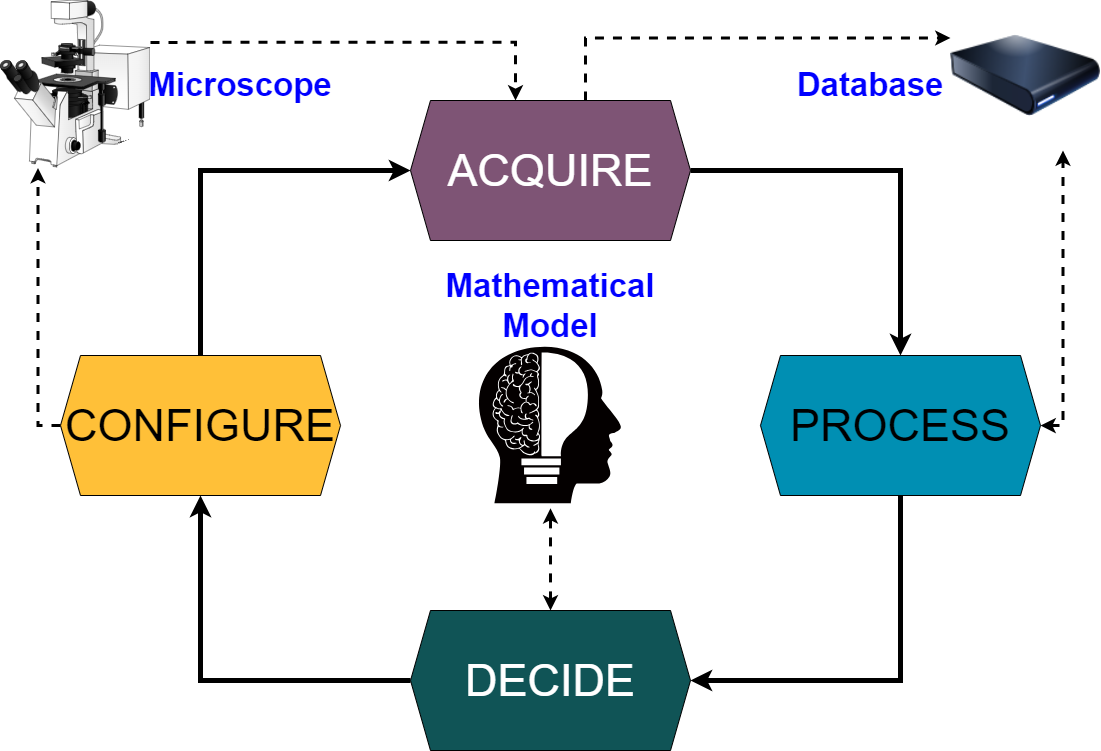 Microscope
Database
ACQUIRE
Mathematical
Model
CONFIGURE
PROCESS
DECIDE